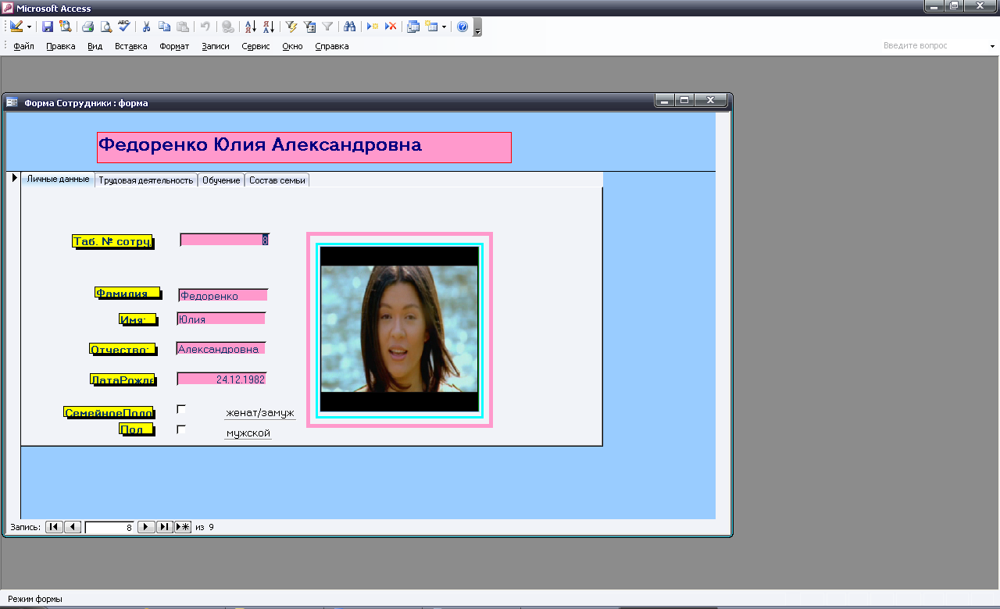 Microsoft Access
Файл Правка Вид Вставка Формат Записи Сервис Окно Справка
Введите вопрос
Форма Сотрудники : форма
Федоренко Юлия Александровна
Личные данные Трудовая деятельность Обучение Состав семьи
Таб. № сотру
8
Фамилия
Федоренко
Имя:
Юлия
Отчество:
Александровна
ДатаРожде
24.12.1982
СемейноеПоло
женат/замуж
Пол
мужской
Запись: 8 из 9
Режим формы